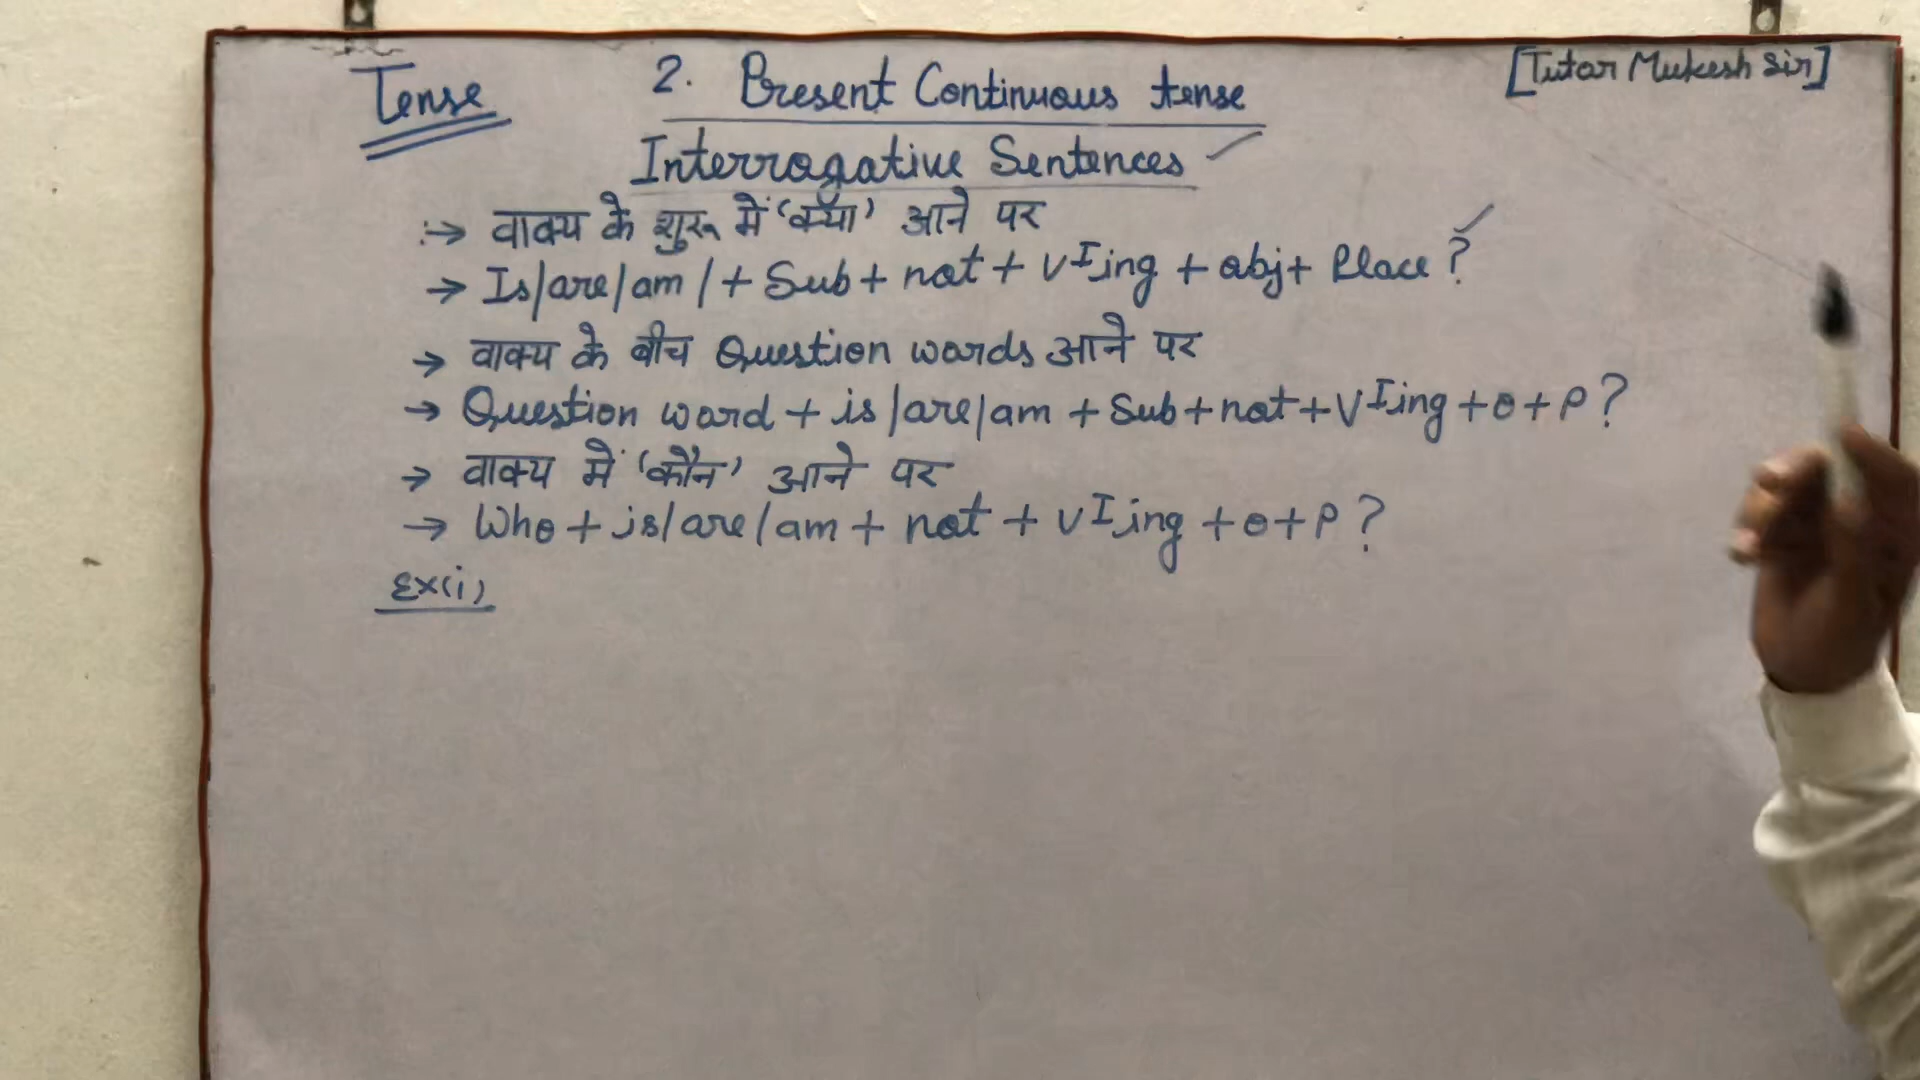 Tense
2. Present Continuous tense
[Tutor Mukesh Sir]
Interrogative Sentences ✓
:→ वाक्य के शुरू में 'क्या' आने पर
→ Is/are/am/+ Sub + not + vIing + obj + Place?
→ वाक्य के बीच Question words आने पर
→ Question word + is/are/am + Sub + not + VIing + o + P?
→ वाक्य में 'कौन' आने पर
→ Who + is/are/am + not + vIing + o + P?
Ex(i)